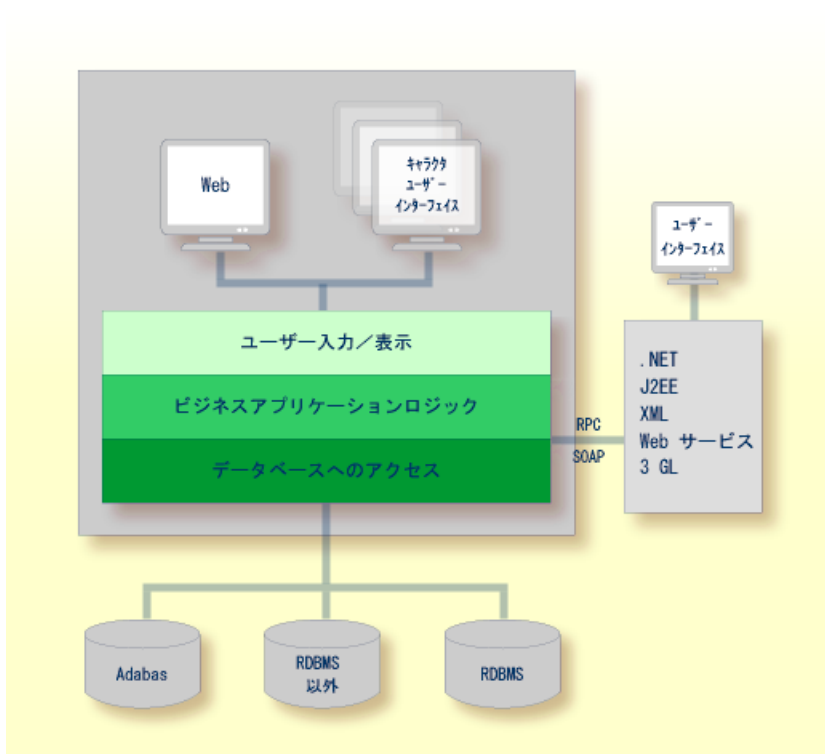 Web
ｷｬﾗｸﾀ
ﾕｰｻﾞｰ
ｲﾝﾀｰﾌｪｲｽ
ﾕｰｻﾞｰ
ｲﾝﾀｰﾌｪｲｽ
ユーザー入力／表示
ビジネスアプリケーションロジック
データベースへのアクセス
RPC
SOAP
.NET
J2EE
XML
Web サービス
3 GL
Adabas
RDBMS
以外
RDBMS